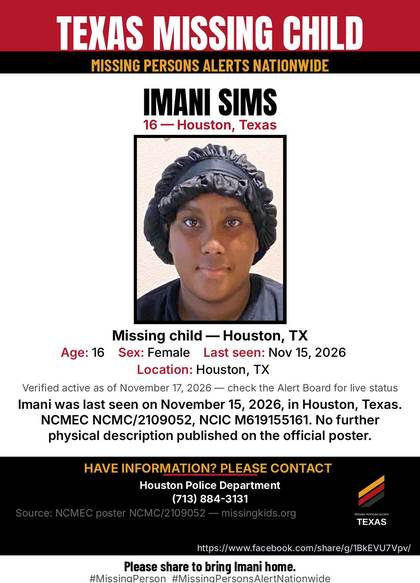 TEXAS MISSING CHILD
MISSING PERSONS ALERTS NATIONWIDE
IMANI SIMS
16 — Houston, Texas
Missing child — Houston, TX
Age: 16 Sex: Female Last seen: Nov 15, 2026
Location: Houston, TX
Verified active as of November 17, 2026 — check the Alert Board for live status
Imani was last seen on November 15, 2026, in Houston, Texas.
NCMEC NCMC/2109052, NCIC M619155161. No further
physical description published on the official poster.
HAVE INFORMATION? PLEASE CONTACT
Houston Police Department
(713) 884-3131
Source: NCMEC poster NCMC/2109052 — missingkids.org
TEXAS
https://www.facebook.com/share/g/1BkEVU7Vpv/
Please share to bring Imani home.
#MissingPerson #MissingPersonsAlertNationwide